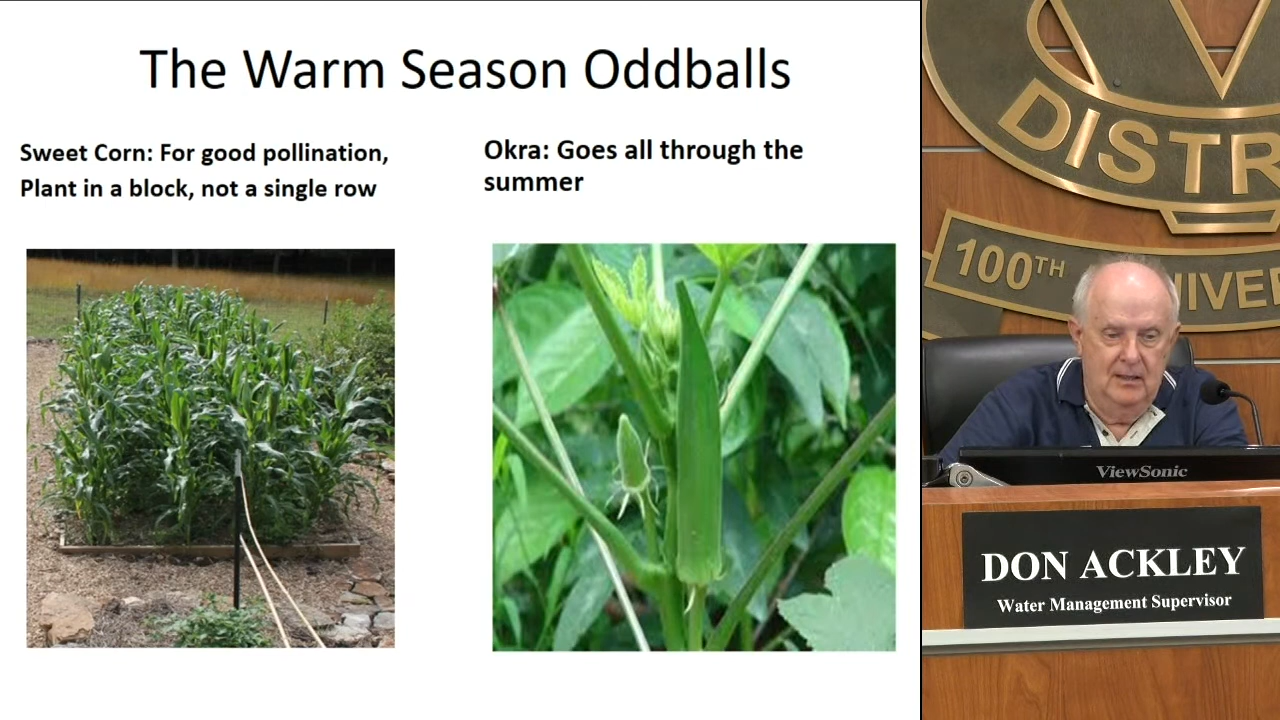 The Warm Season Oddballs
Sweet Corn: For good pollination,
Plant in a block, not a single row
Okra: Goes all through the
summer
DISTR
100TH
NIVE
ViewSonic
DON ACKLEY
Water Management Supervisor